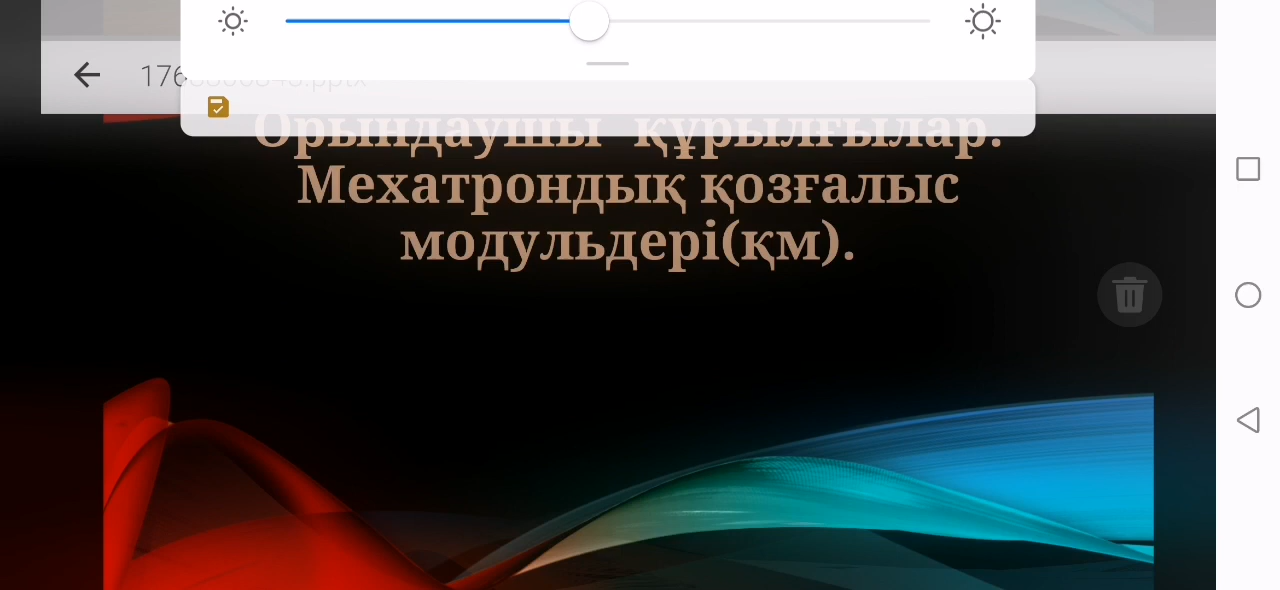 Орындаушы құрылғылар.
Мехатрондық қозғалыс
модульдері(қм).